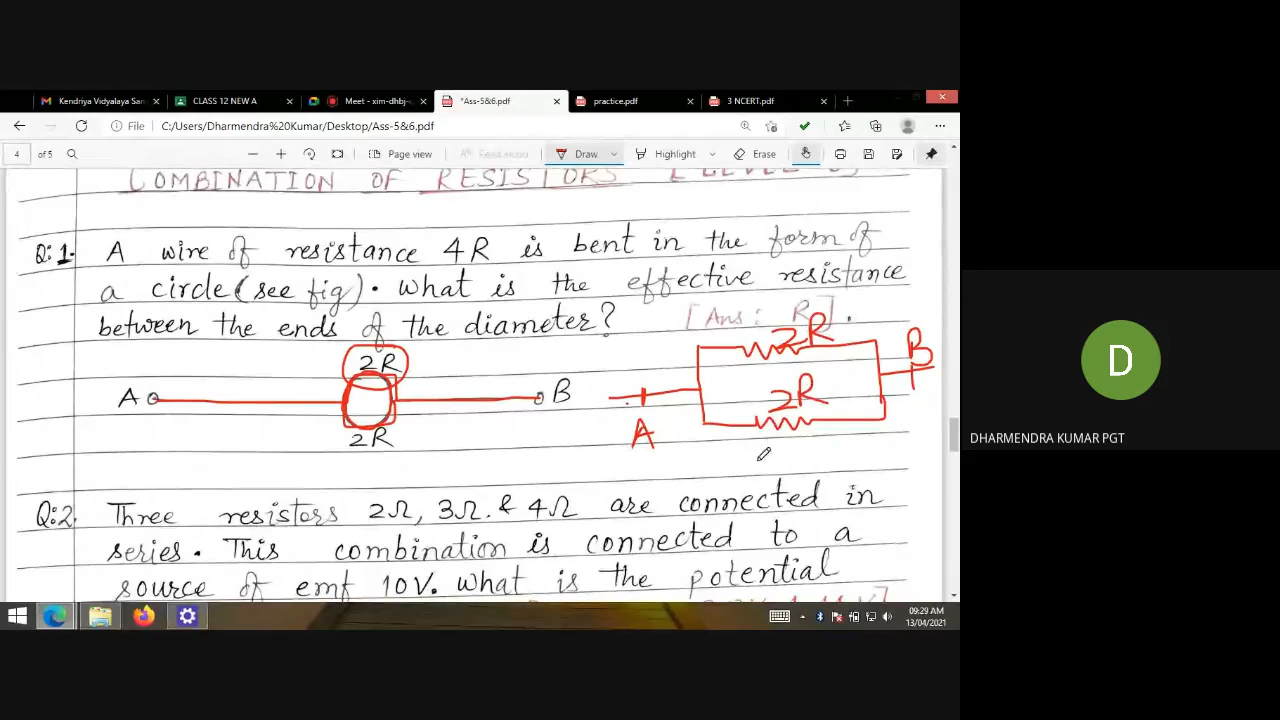 Kendriya Vidyalaya San
CLASS 12 NEW A
Meet - xim-dhbj-
*Ass-5&6.pdf
practice.pdf
3 NCERT.pdf
File
C:/Users/Dharmendra%20Kumar/Desktop/Ass-5&6.pdf
4 of 5
Page view
Read aloud
Draw
Highlight
Erase
COMBINATION OF RESISTORS
Q:1. A wire of resistance 4R is bent in the form of
a circle (see fig). What is the effective resistance
between the ends of the diameter? [Ans: R].
2R
A
B
2R
2R
2R
A
B
Q:2. Three resistors 2Ω, 3Ω. & 4Ω are connected in
series. This combination is connected to a
source of emf 10V. What is the potential
09:29 AM
13/04/2021
D
DHARMENDRA KUMAR PGT